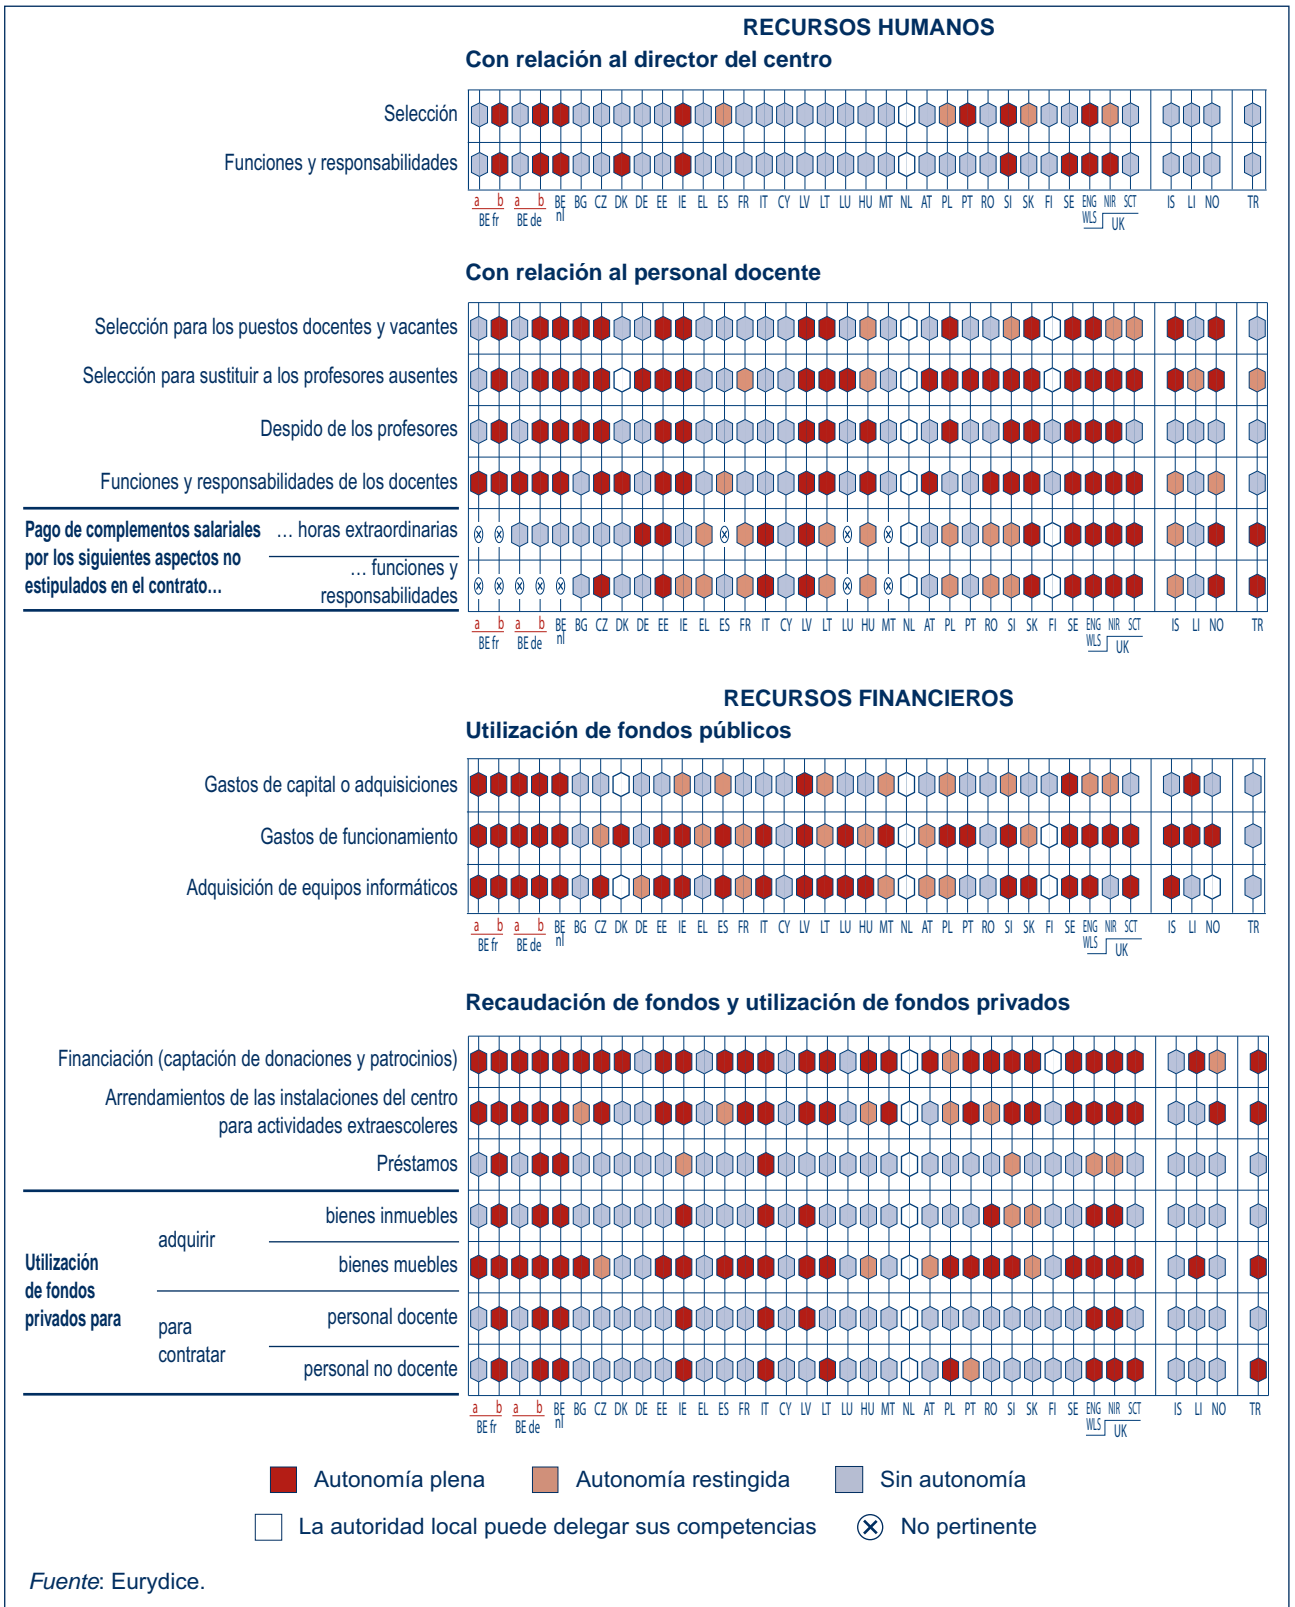 RECURSOS HUMANOS
Con relación al director del centro
Selección
Funciones y responsabilidades
a b a b BE nl BG CZ DK DE EE IE EL ES FR IT CY LV LT LU HU MT NL AT PL PT RO SI SK FI SE ENG NIR SCT IS LI NO TR
BE fr BE de WLS UK
Con relación al personal docente
Selección para los puestos docentes y vacantes
Selección para sustituir a los profesores ausentes
Despido de los profesores
Funciones y responsabilidades de los docentes
Pago de complementos salariales
por los siguientes aspectos no
estipulados en el contrato…
… horas extraordinarias
… funciones y
responsabilidades
a b a b BE nl BG CZ DK DE EE IE EL ES FR IT CY LV LT LU HU MT NL AT PL PT RO SI SK FI SE ENG NIR SCT IS LI NO TR
BE fr BE de WLS UK
RECURSOS FINANCIEROS
Utilización de fondos públicos
Gastos de capital o adquisiciones
Gastos de funcionamiento
Adquisición de equipos informáticos
a b a b BE nl BG CZ DK DE EE IE EL ES FR IT CY LV LT LU HU MT NL AT PL PT RO SI SK FI SE ENG NIR SCT IS LI NO TR
BE fr BE de WLS UK
Recaudación de fondos y utilización de fondos privados
Financiación (captación de donaciones y patrocinios)
Arrendamientos de las instalaciones del centro
para actividades extraescoleres
Préstamos
Utilización
de fondos
privados para
adquirir
bienes inmuebles
bienes muebles
para
contratar
personal docente
personal no docente
a b a b BE nl BG CZ DK DE EE IE EL ES FR IT CY LV LT LU HU MT NL AT PL PT RO SI SK FI SE ENG NIR SCT IS LI NO TR
BE fr BE de WLS UK
Autonomía plena
Autonomía restingida
Sin autonomía
La autoridad local puede delegar sus competencias
No pertinente
Fuente: Eurydice.